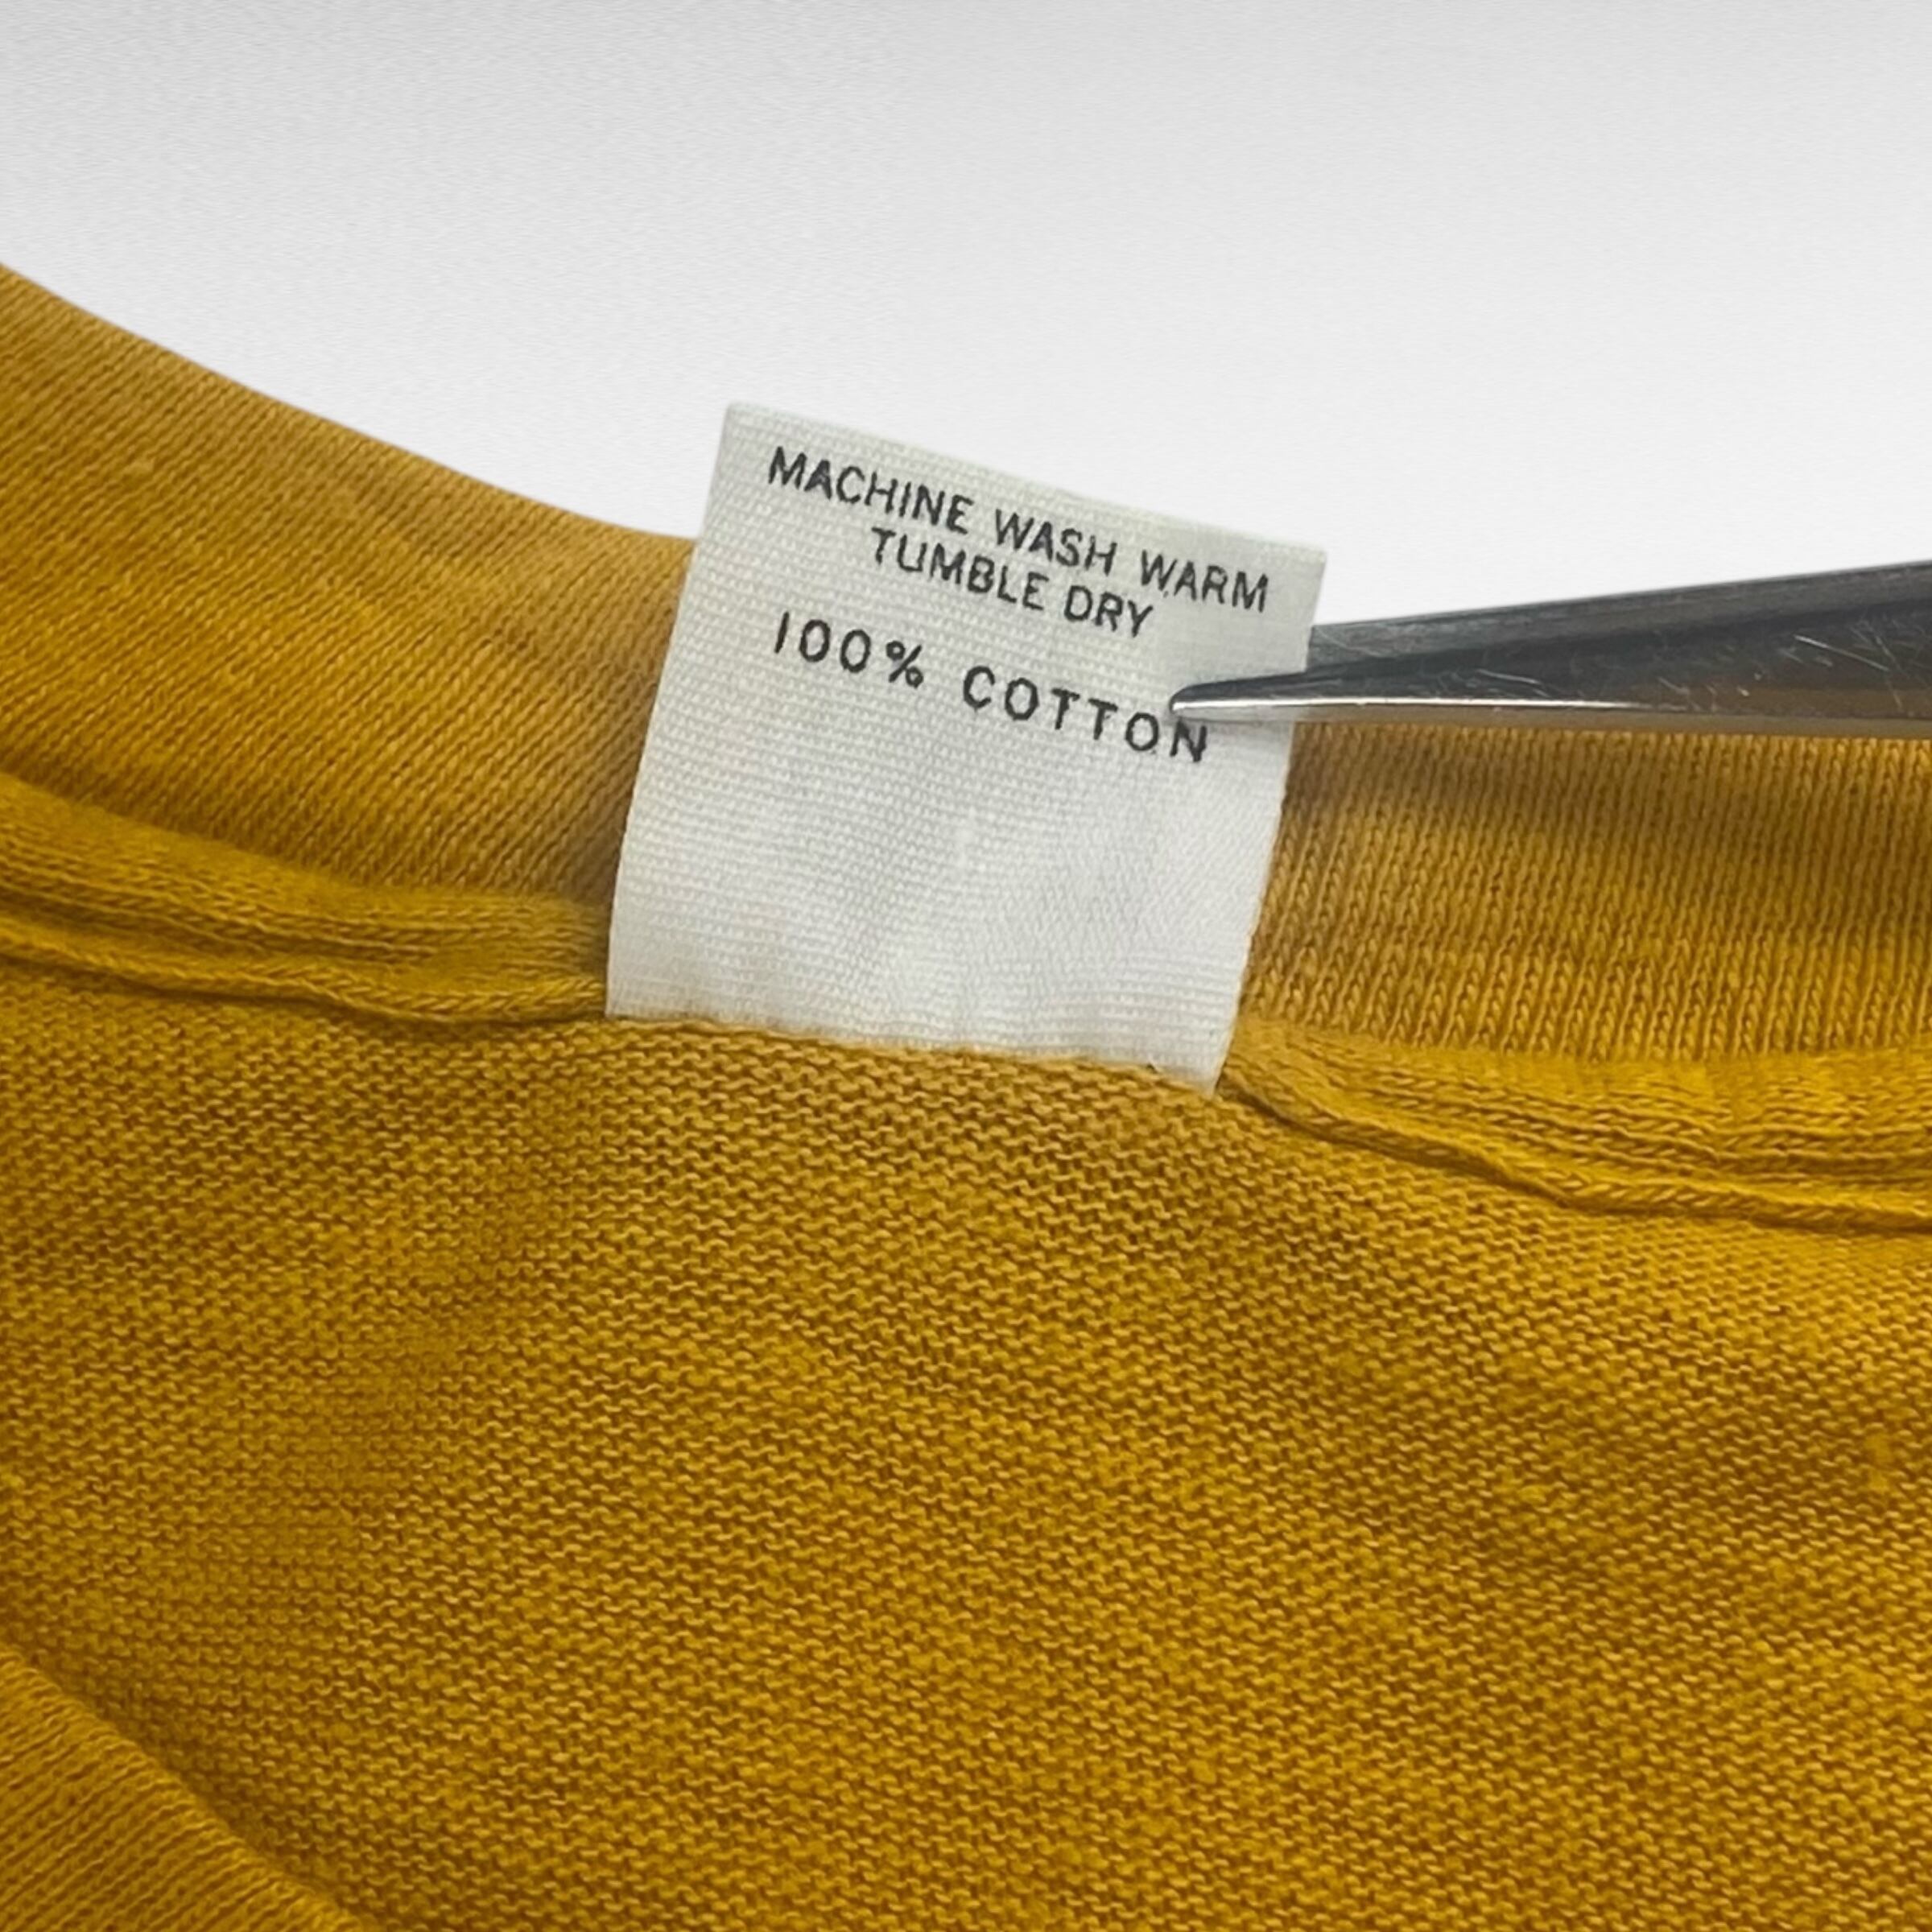 MACHINE WASH WARM
TUMBLE DRY
100% COTTON